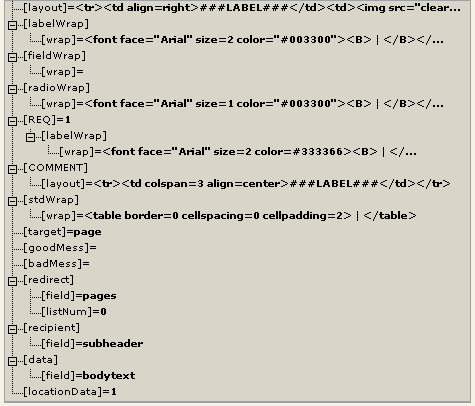 [layout]=<tr><td align=right>###LABEL###</td><td><img src="clear...
[labelWrap]
[wrap]=<font face="Arial" size=2 color="#003300"><B> | </B></...
[fieldWrap]
[wrap]=
[radioWrap]
[wrap]=<font face="Arial" size=1 color="#003300"><B> | </B></...
[REQ]=1
[labelWrap]
[wrap]=<font face="Arial" size=2 color=#333366><B> | </...
[COMMENT]
[layout]=<tr><td colspan=3 align=center>###LABEL###</td></tr>
[stdWrap]
[wrap]=<table border=0 cellspacing=0 cellpadding=2> | </table>
[target]=page
[goodMess]=
[badMess]=
[redirect]
[field]=pages
[listNum]=0
[recipient]
[field]=subheader
[data]
[field]=bodytext
[locationData]=1